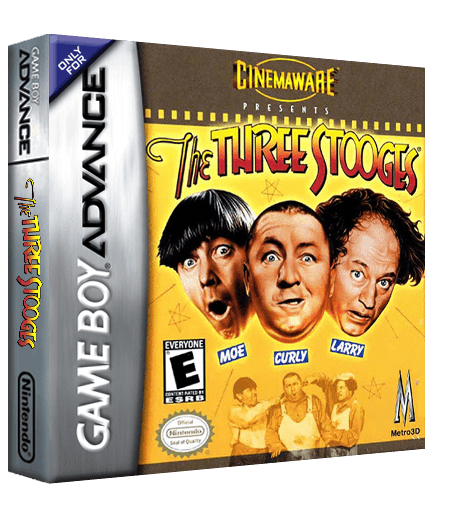 GAME BOY
ADVANCE
The THREE STOOGES
Nintendo
ONLY
FOR
GAME BOY ADVANCE
CINEMAWARE
PRESENTS
The THREE STOOGES
MOE
CURLY
LARRY
EVERYONE
E
CONTENT RATED BY
ESRB
Official
Nintendo
Seal of Quality
M
Metro3D